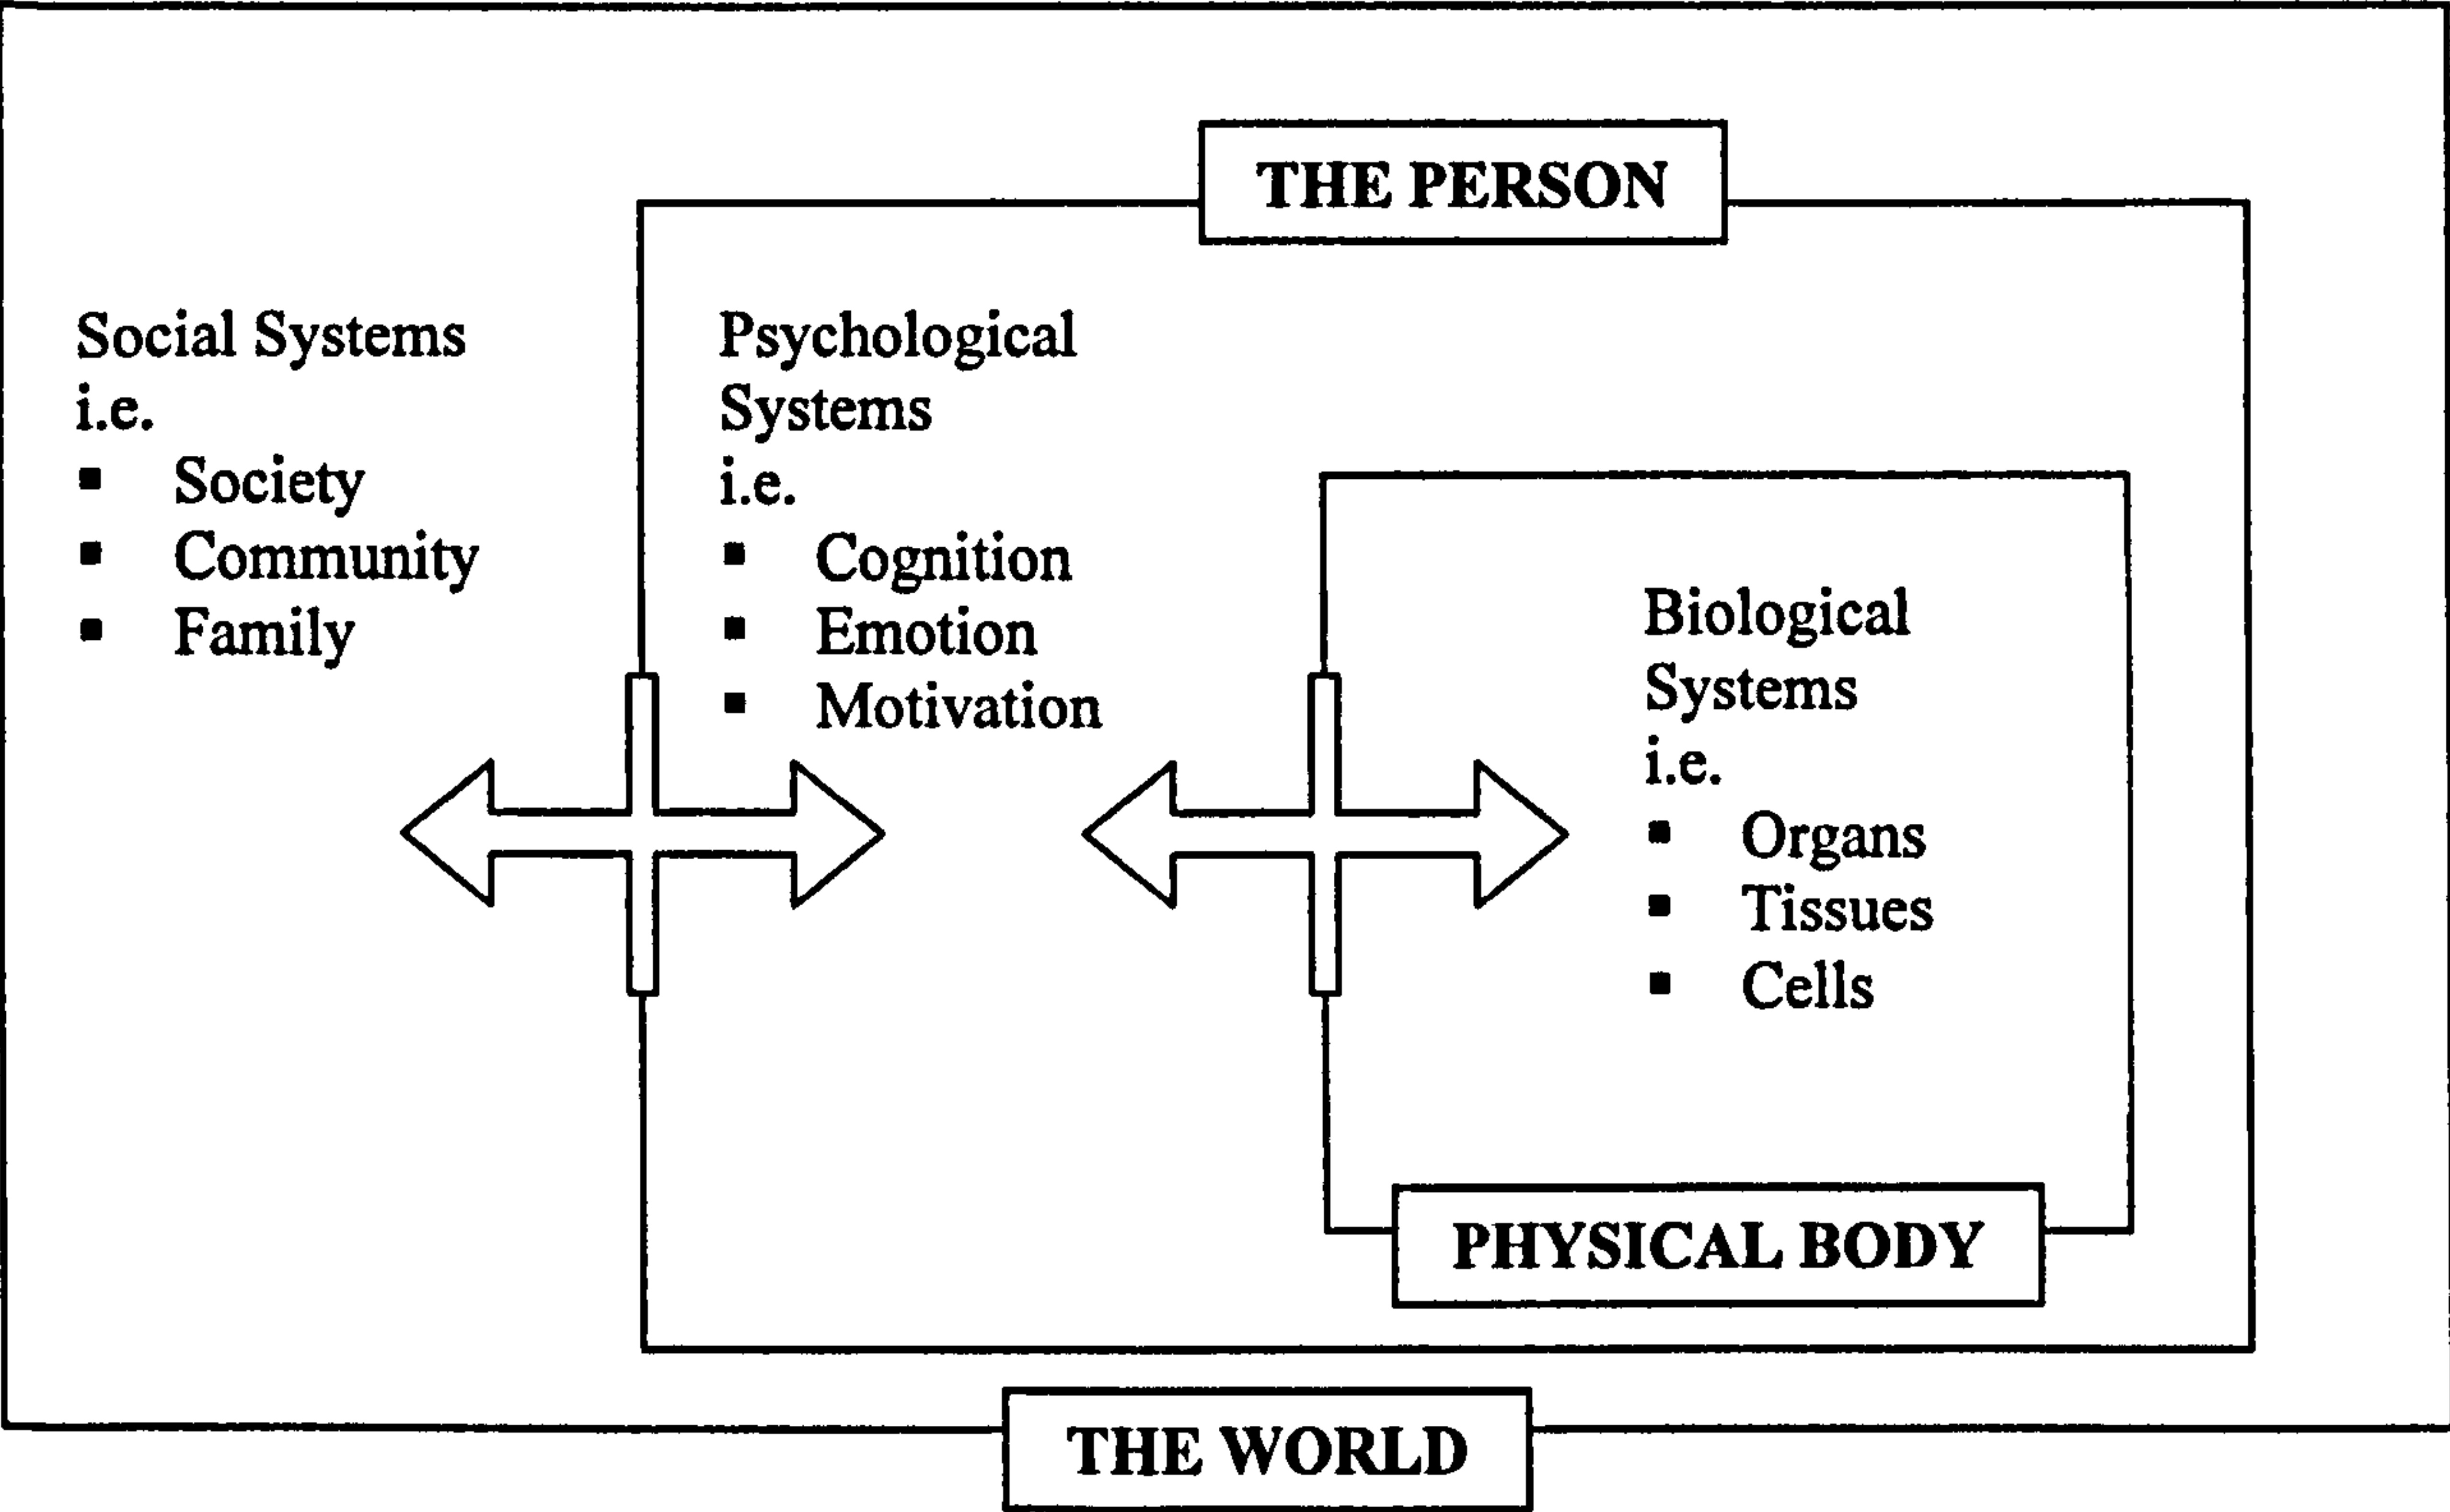 THE PERSON
Social Systems
i.e.
▪ Society
▪ Community
▪ Family
Psychological
Systems
i.e.
▪ Cognition
▪ Emotion
▪ Motivation
Biological
Systems
i.e.
▪ Organs
▪ Tissues
▪ Cells
PHYSICAL BODY
THE WORLD